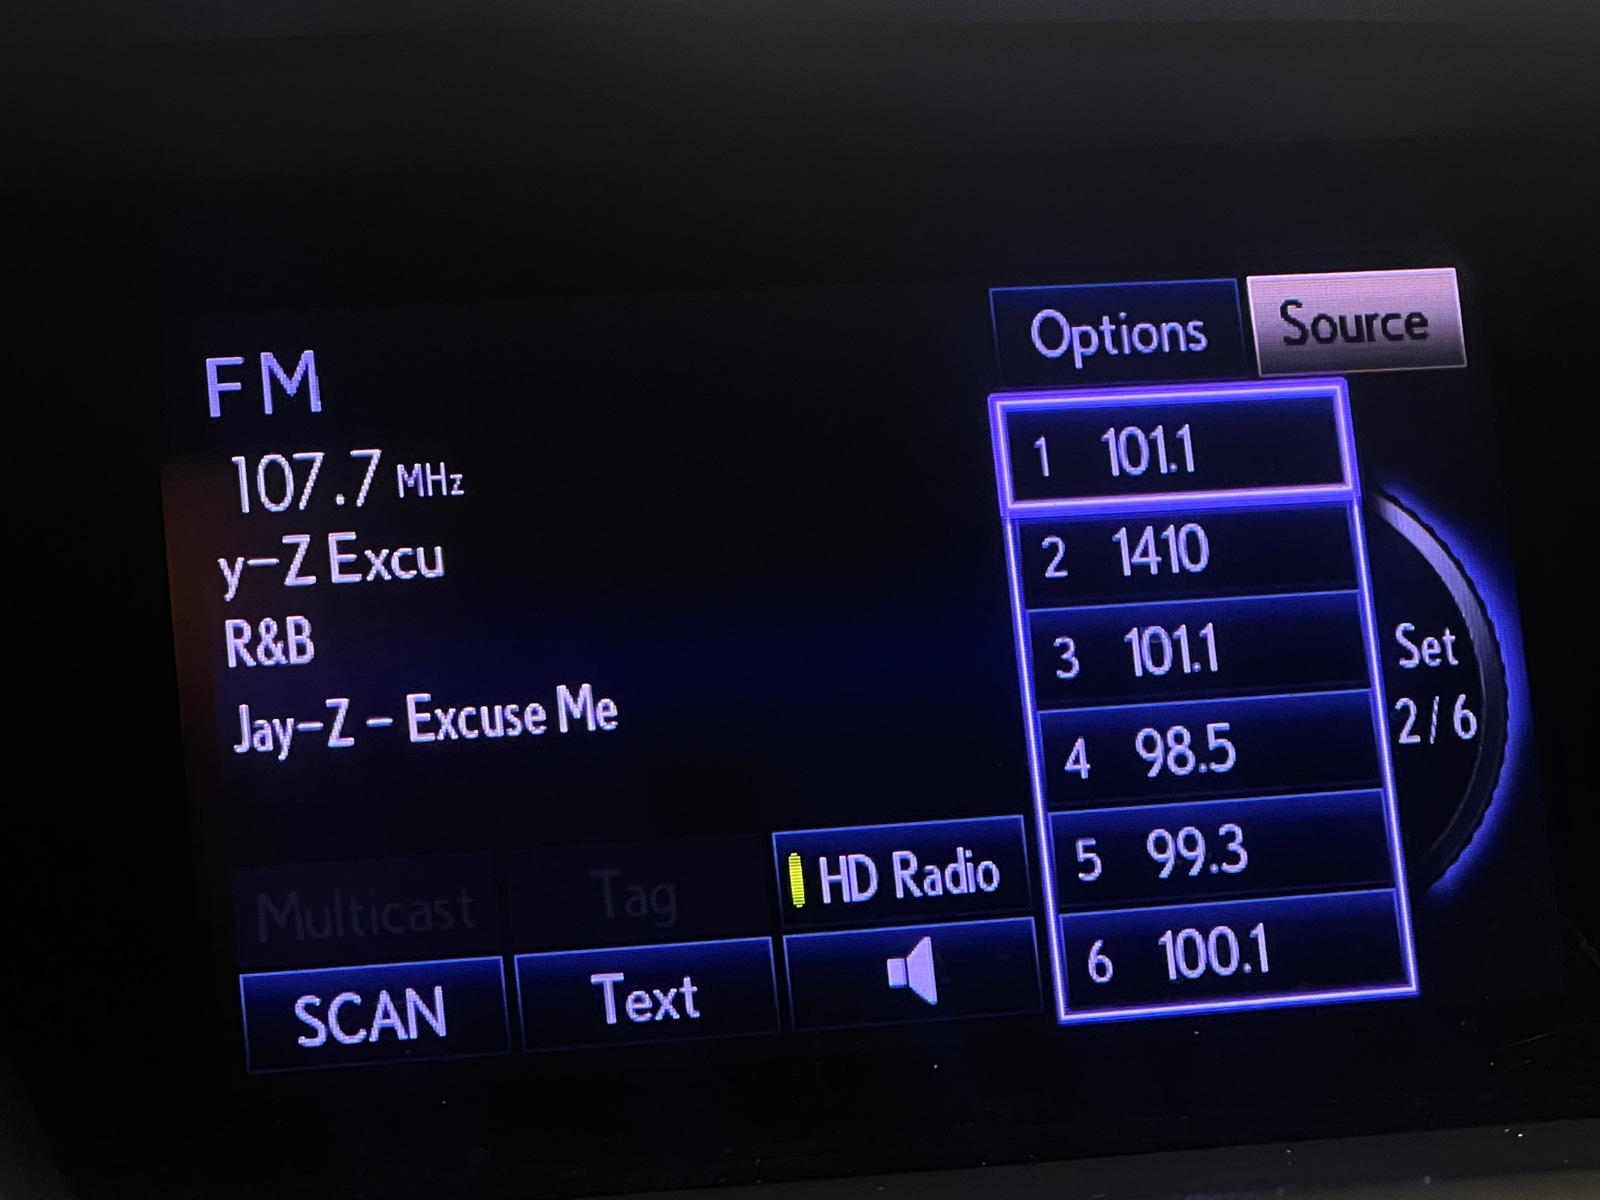 Options Source
FM
107.7 MHz
y-Z Excu
R&B
Jay-Z - Excuse Me
1 101.1
2 1410
3 101.1
4 98.5
5 99.3
6 100.1
Set
2/6
Multicast Tag HD Radio
SCAN Text